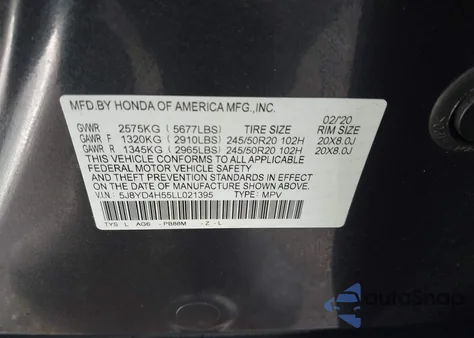 MFD.BY HONDA OF AMERICA MFG.,INC.
02/'20
GVWR 2575KG (5677LBS) TIRE SIZE RIM SIZE
GAWR F 1320KG (2910LBS) 245/50R20 102H 20X8.0J
GAWR R 1345KG (2965LBS) 245/50R20 102H 20X8.0J
THIS VEHICLE CONFORMS TO ALL APPLICABLE
FEDERAL MOTOR VEHICLE SAFETY AND THEFT
PREVENTION STANDARDS IN EFFECT ON THE
DATE OF MANUFACTURE SHOWN ABOVE.
V.I.N: 5J8YD4H55LL021395 TYPE: MPV
TYS L AG6 - PB88M - Z - L
AutoSnap